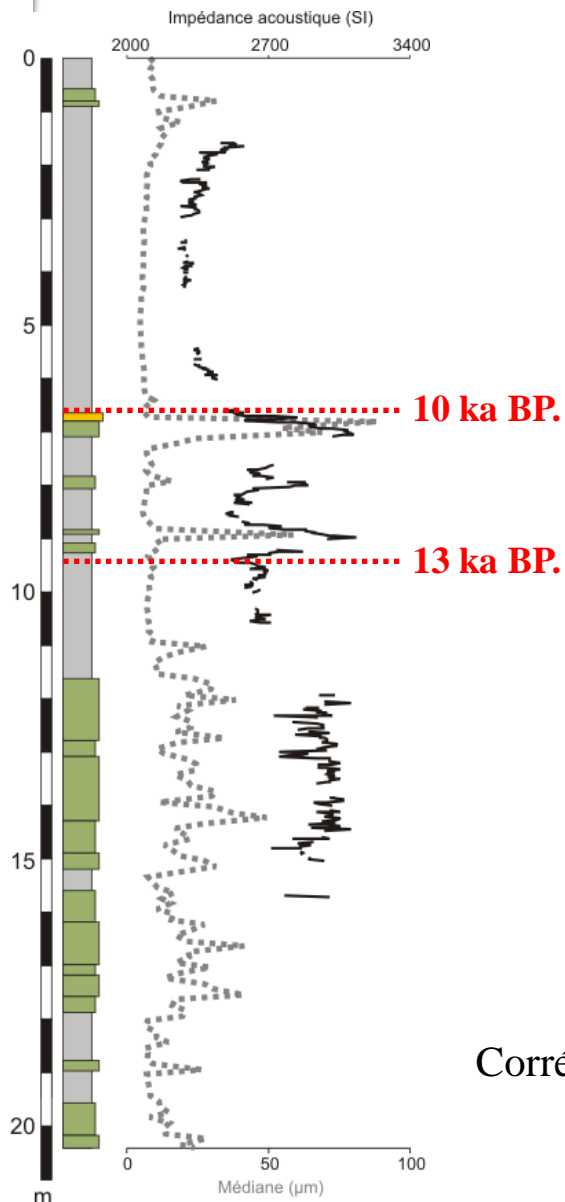 Impédance acoustique (SI)
2000 2700 3400
0
5
10 ka BP.
13 ka BP.
10
15
Corré
20
0 50 100
m
Médiane (µm)